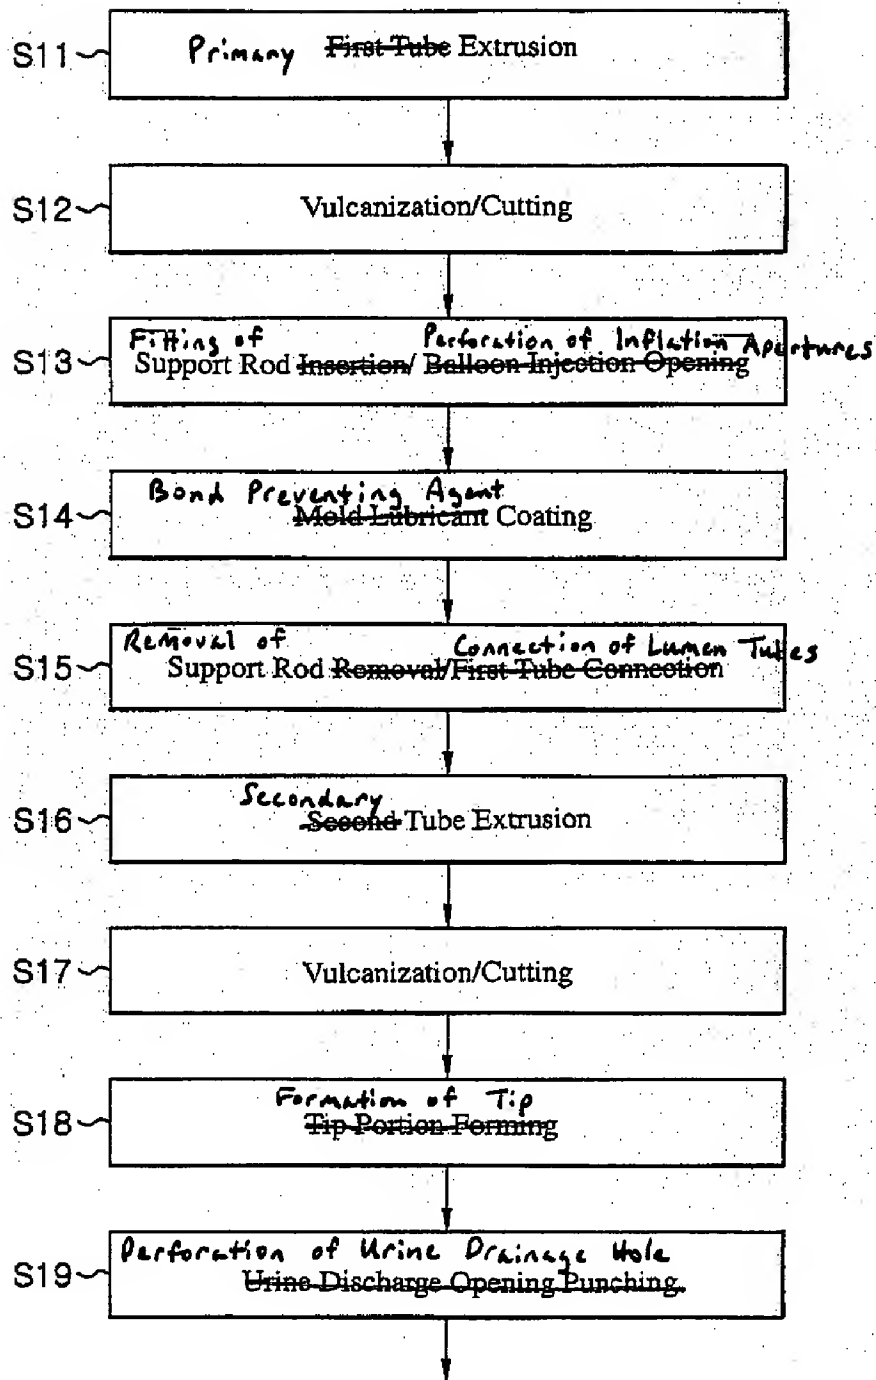 S11 Primary First Tube Extrusion
S12 Vulcanization/Cutting
Fitting of Perforation of Inflation Apertures
S13 Support Rod Insertion/ Balloon Injection Opening
Bond Preventing Agent
S14 Mold Lubricant Coating
Removal of Connection of Lumen Tubes
S15 Support Rod Removal/First Tube Connection
Secondary
S16 Second Tube Extrusion
S17 Vulcanization/Cutting
Formation of Tip
S18 Tip Portion Forming
Perforation of Urine Drainage Hole
S19 Urine Discharge Opening Punching